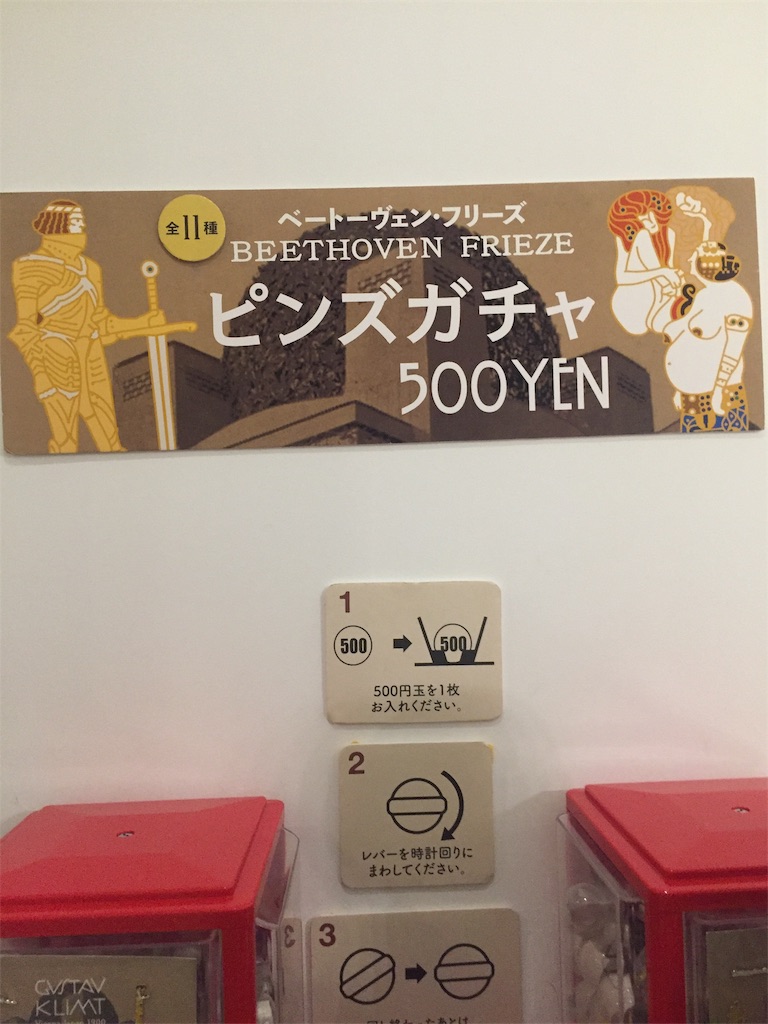 全11種
ベートーヴェン・フリーズ
BEETHOVEN FRIEZE
ピンズガチャ
500YEN
1
500
500
500円玉を1枚
お入れください。
2
レバーを時計回りに
まわしてください。
3
3
GUSTAV
KLIMT